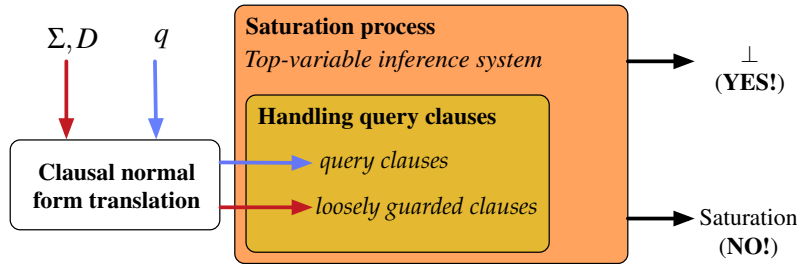 Σ, D
q
Clausal normal
form translation
Saturation process
Top-variable inference system
Handling query clauses
query clauses
loosely guarded clauses
⊥
(YES!)
Saturation
(NO!)